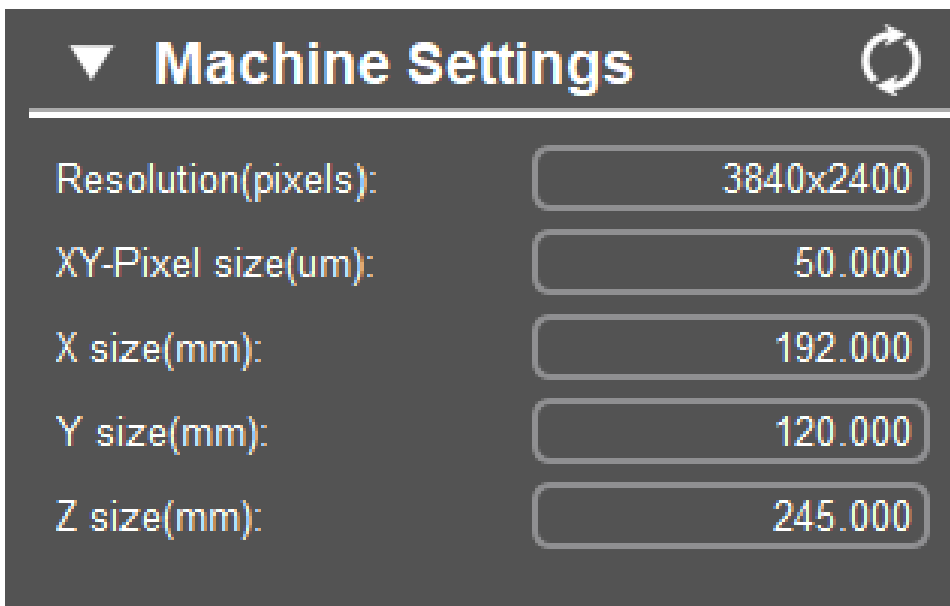 Machine Settings
Resolution(pixels): 3840x2400
XY-Pixel size(um): 50.000
X size(mm): 192.000
Y size(mm): 120.000
Z size(mm): 245.000